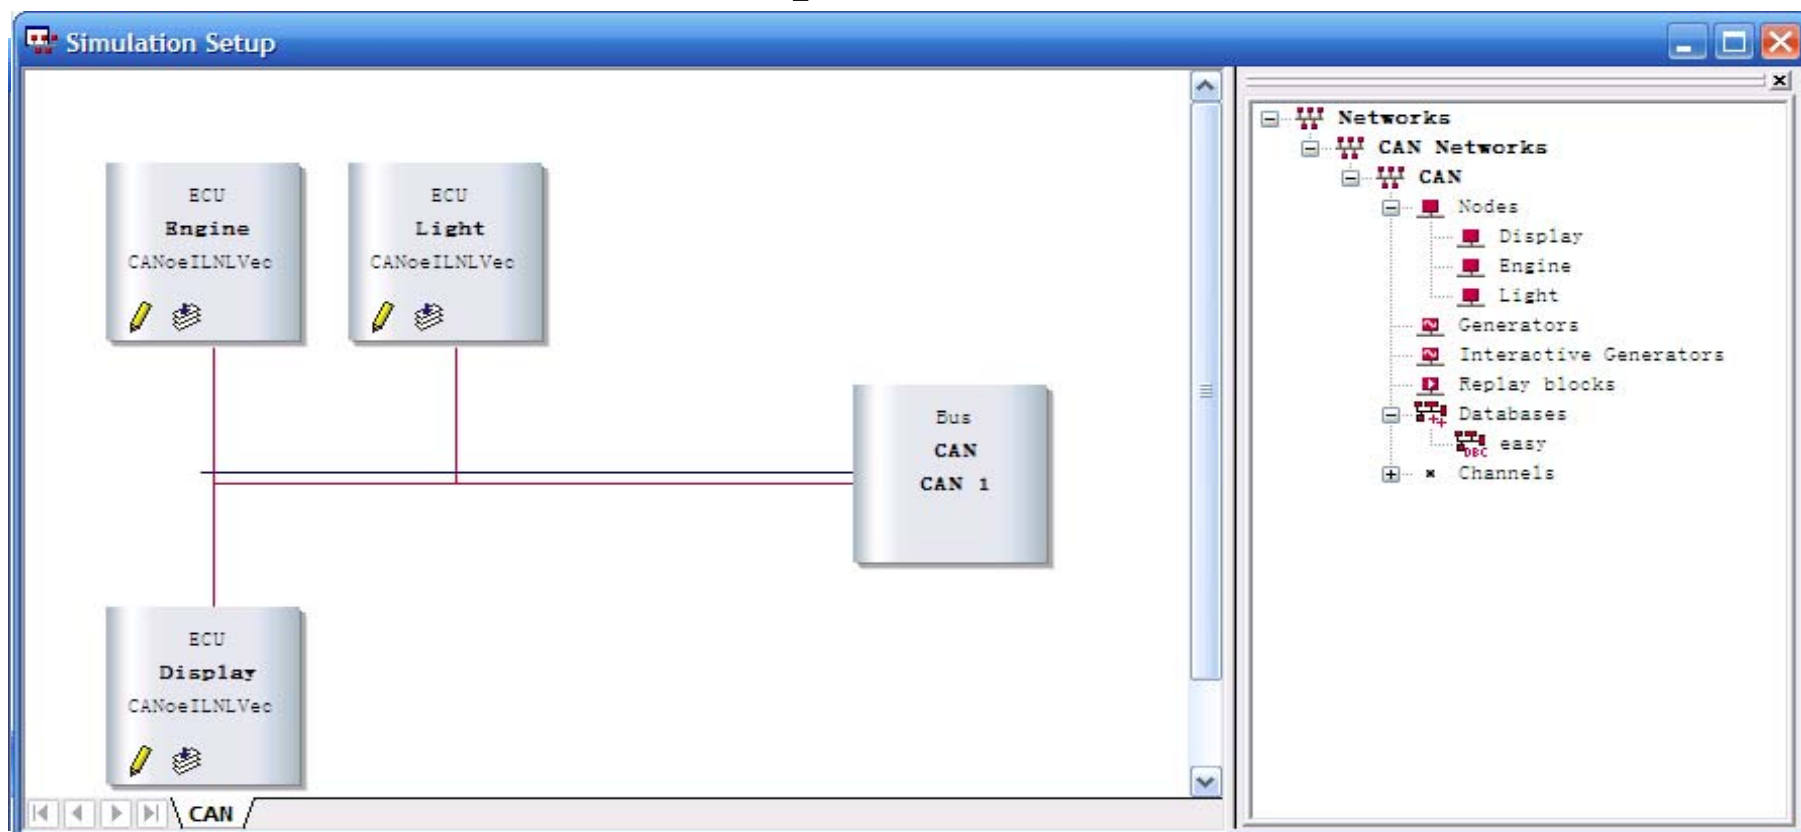 Simulation Setup
ECU
Engine
CANoeILNLVec
ECU
Light
CANoeILNLVec
Bus
CAN
CAN 1
ECU
Display
CANoeILNLVec
CAN
Networks
CAN Networks
CAN
Nodes
Display
Engine
Light
Generators
Interactive Generators
Replay blocks
Databases
DBC easy
Channels